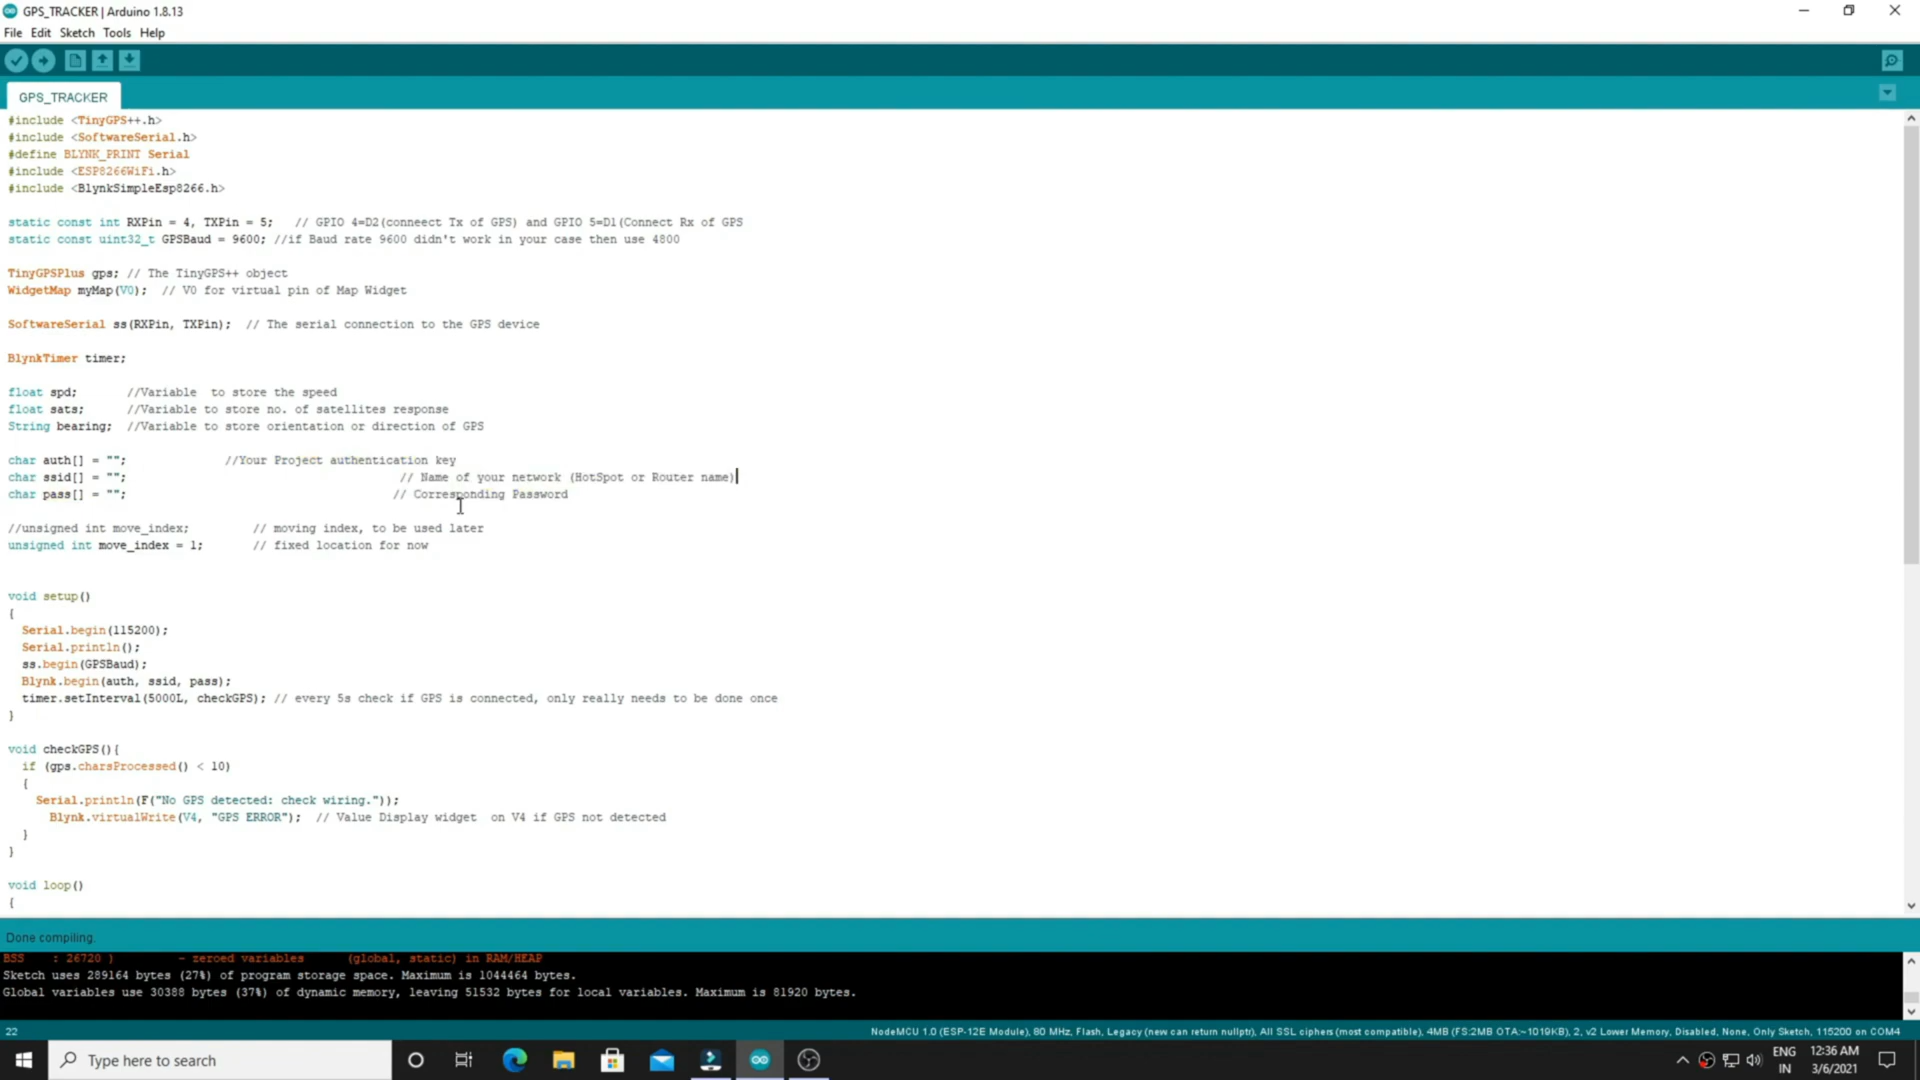 GPS_TRACKER | Arduino 1.8.13
File Edit Sketch Tools Help
GPS_TRACKER
#include <TinyGPS++.h>
#include <SoftwareSerial.h>
#define BLYNK_PRINT Serial
#include <ESP8266WiFi.h>
#include <BlynkSimpleEsp8266.h>
static const int RXPin = 4, TXPin = 5;   // GPIO 4=D2(conneect Tx of GPS) and GPIO 5=D1(Connect Rx of GPS
static const uint32_t GPSBaud = 9600; //if Baud rate 9600 didn't work in your case then use 4800
TinyGPSPlus gps; // The TinyGPS++ object
WidgetMap myMap(V0);  // V0 for virtual pin of Map Widget
SoftwareSerial ss(RXPin, TXPin);  // The serial connection to the GPS device
BlynkTimer timer;
float spd;       //Variable  to store the speed
float sats;      //Variable to store no. of satellites response
String bearing;  //Variable to store orientation or direction of GPS
char auth[] = "";              //Your Project authentication key
char ssid[] = "";                                       // Name of your network (HotSpot or Router name)
char pass[] = "";                                      // Corresponding Password
//unsigned int move_index;         // moving index, to be used later
unsigned int move_index = 1;       // fixed location for now
void setup()
{
  Serial.begin(115200);
  Serial.println();
  ss.begin(GPSBaud);
  Blynk.begin(auth, ssid, pass);
  timer.setInterval(5000L, checkGPS); // every 5s check if GPS is connected, only really needs to be done once
}
void checkGPS(){
  if (gps.charsProcessed() < 10)
  {
    Serial.println(F("No GPS detected: check wiring."));
      Blynk.virtualWrite(V4, "GPS ERROR");  // Value Display widget  on V4 if GPS not detected
  }
}
void loop()
{
Done compiling.
BSS   : 26720 )         - zeroed variables      (global, static) in RAM/HEAP
Sketch uses 289164 bytes (27%) of program storage space. Maximum is 1044464 bytes.
Global variables use 30388 bytes (37%) of dynamic memory, leaving 51532 bytes for local variables. Maximum is 81920 bytes.
22 NodeMCU 1.0 (ESP-12E Module), 80 MHz, Flash, Legacy (new can return nullptr), All SSL ciphers (most compatible), 4MB (FS:2MB OTA:~1019KB), 2, v2 Lower Memory, Disabled, None, Only Sketch, 115200 on COM4
Type here to search
ENG 12:36 AM
IN 3/6/2021